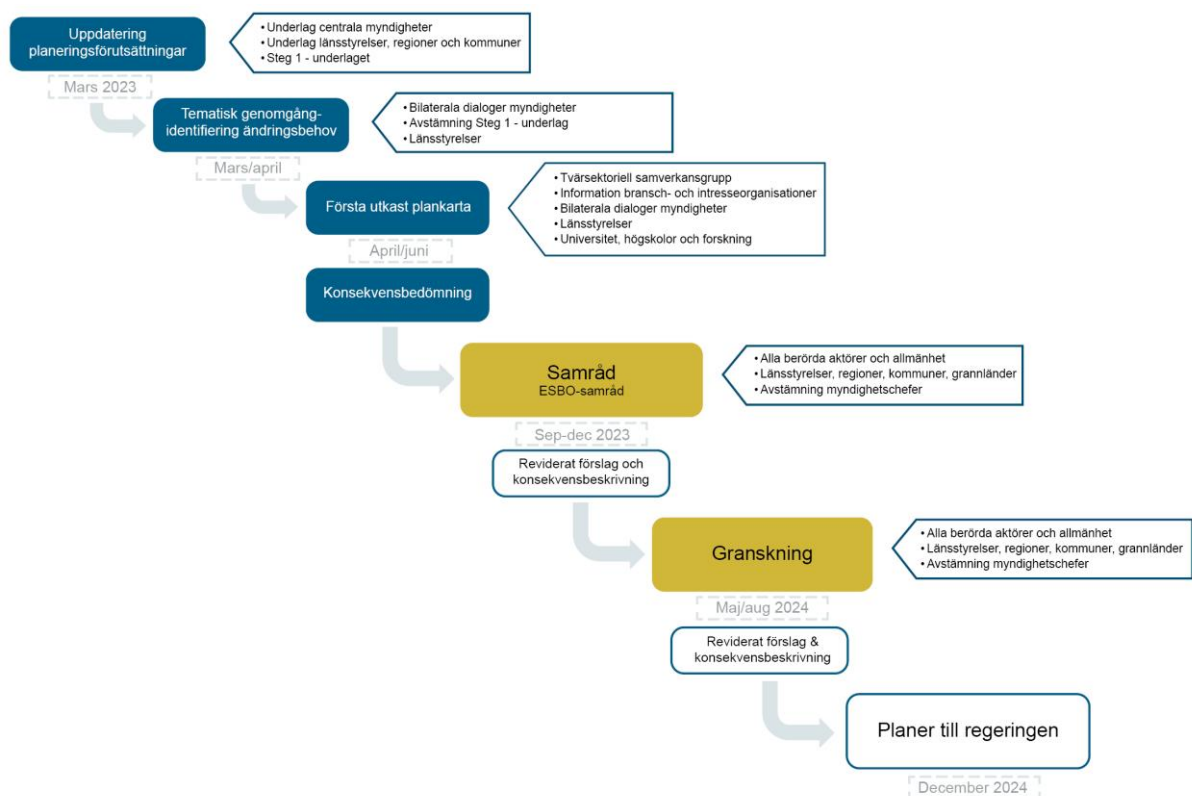 Uppdatering
planeringsförutsättningar
• Underlag centrala myndigheter
• Underlag länsstyrelser, regioner och kommuner
• Steg 1 - underlaget
Mars 2023
Tematisk genomgång-
identifiering ändringsbehov
• Bilaterala dialoger myndigheter
• Avstämning Steg 1 - underlag
• Länsstyrelser
Mars/april
Första utkast plankarta
• Tvärsektoriell samverkansgrupp
• Information bransch- och intresseorganisationer
• Bilaterala dialoger myndigheter
• Länsstyrelser
• Universitet, högskolor och forskning
April/juni
Konsekvensbedömning
Samråd
ESBO-samråd
• Alla berörda aktörer och allmänhet
• Länsstyrelser, regioner, kommuner, grannländer
• Avstämning myndighetschefer
Sep-dec 2023
Reviderat förslag och
konsekvensbeskrivning
Granskning
• Alla berörda aktörer och allmänhet
• Länsstyrelser, regioner, kommuner, grannländer
• Avstämning myndighetschefer
Maj/aug 2024
Reviderat förslag &
konsekvensbeskrivning
Planer till regeringen
December 2024